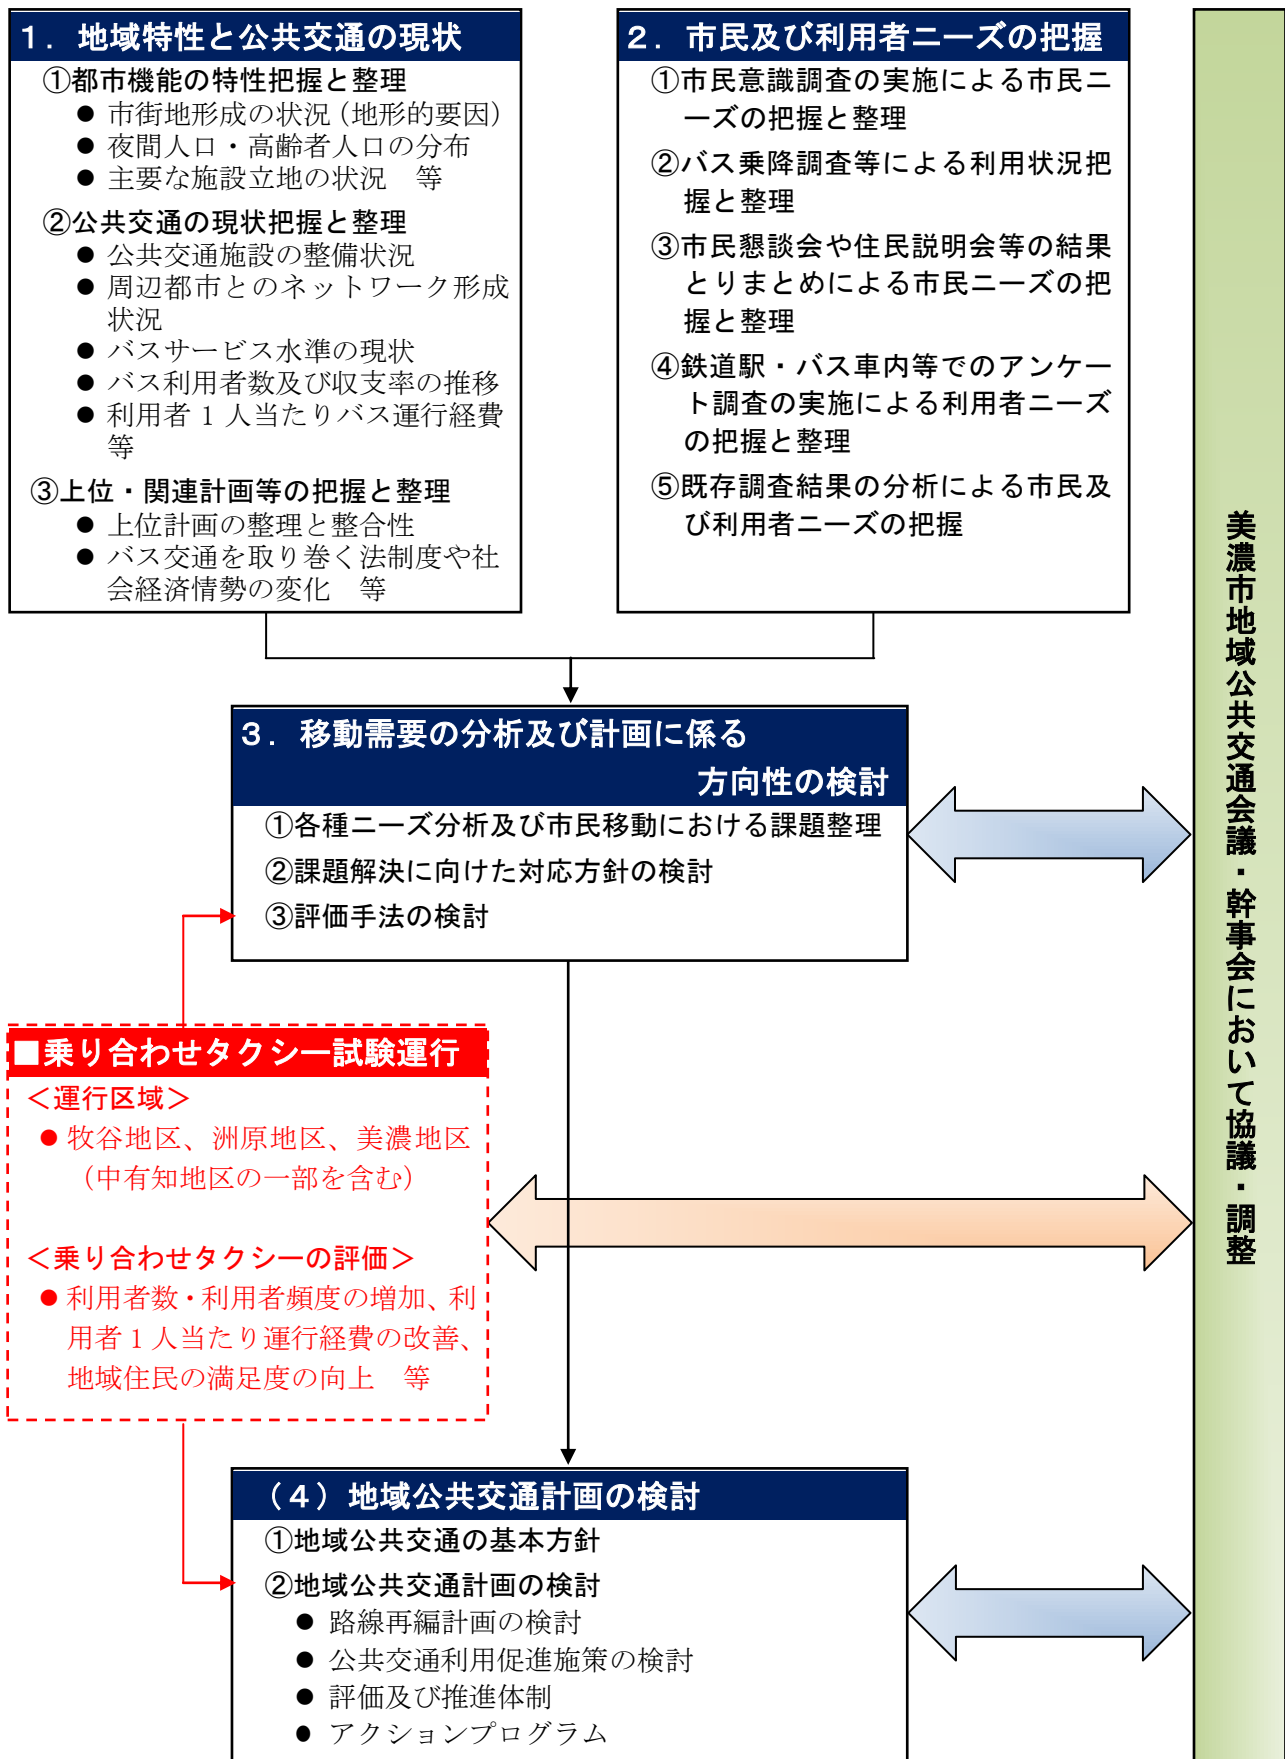 １．地域特性と公共交通の現状
①都市機能の特性把握と整理
● 市街地形成の状況（地形的要因）
● 夜間人口・高齢者人口の分布
● 主要な施設立地の状況　等
②公共交通の現状把握と整理
● 公共交通施設の整備状況
● 周辺都市とのネットワーク形成
状況
● バスサービス水準の現状
● バス利用者数及び収支率の推移
● 利用者 1 人当たりバス運行経費
等
③上位・関連計画等の把握と整理
● 上位計画の整理と整合性
● バス交通を取り巻く法制度や社
会経済情勢の変化　等
２．市民及び利用者ニーズの把握
①市民意識調査の実施による市民ニ
ーズの把握と整理
②バス乗降調査等による利用状況把
握と整理
③市民懇談会や住民説明会等の結果
とりまとめによる市民ニーズの把
握と整理
④鉄道駅・バス車内等でのアンケー
ト調査の実施による利用者ニーズ
の把握と整理
⑤既存調査結果の分析による市民及
び利用者ニーズの把握
３．移動需要の分析及び計画に係る
方向性の検討
①各種ニーズ分析及び市民移動における課題整理
②課題解決に向けた対応方針の検討
③評価手法の検討
■乗り合わせタクシー試験運行
＜運行区域＞
● 牧谷地区、洲原地区、美濃地区
（中有知地区の一部を含む）
＜乗り合わせタクシーの評価＞
● 利用者数・利用者頻度の増加、利
用者 1 人当たり運行経費の改善、
地域住民の満足度の向上　等
（４）地域公共交通計画の検討
①地域公共交通の基本方針
②地域公共交通計画の検討
● 路線再編計画の検討
● 公共交通利用促進施策の検討
● 評価及び推進体制
● アクションプログラム
美濃市地域公共交通会議・幹事会において協議・調整